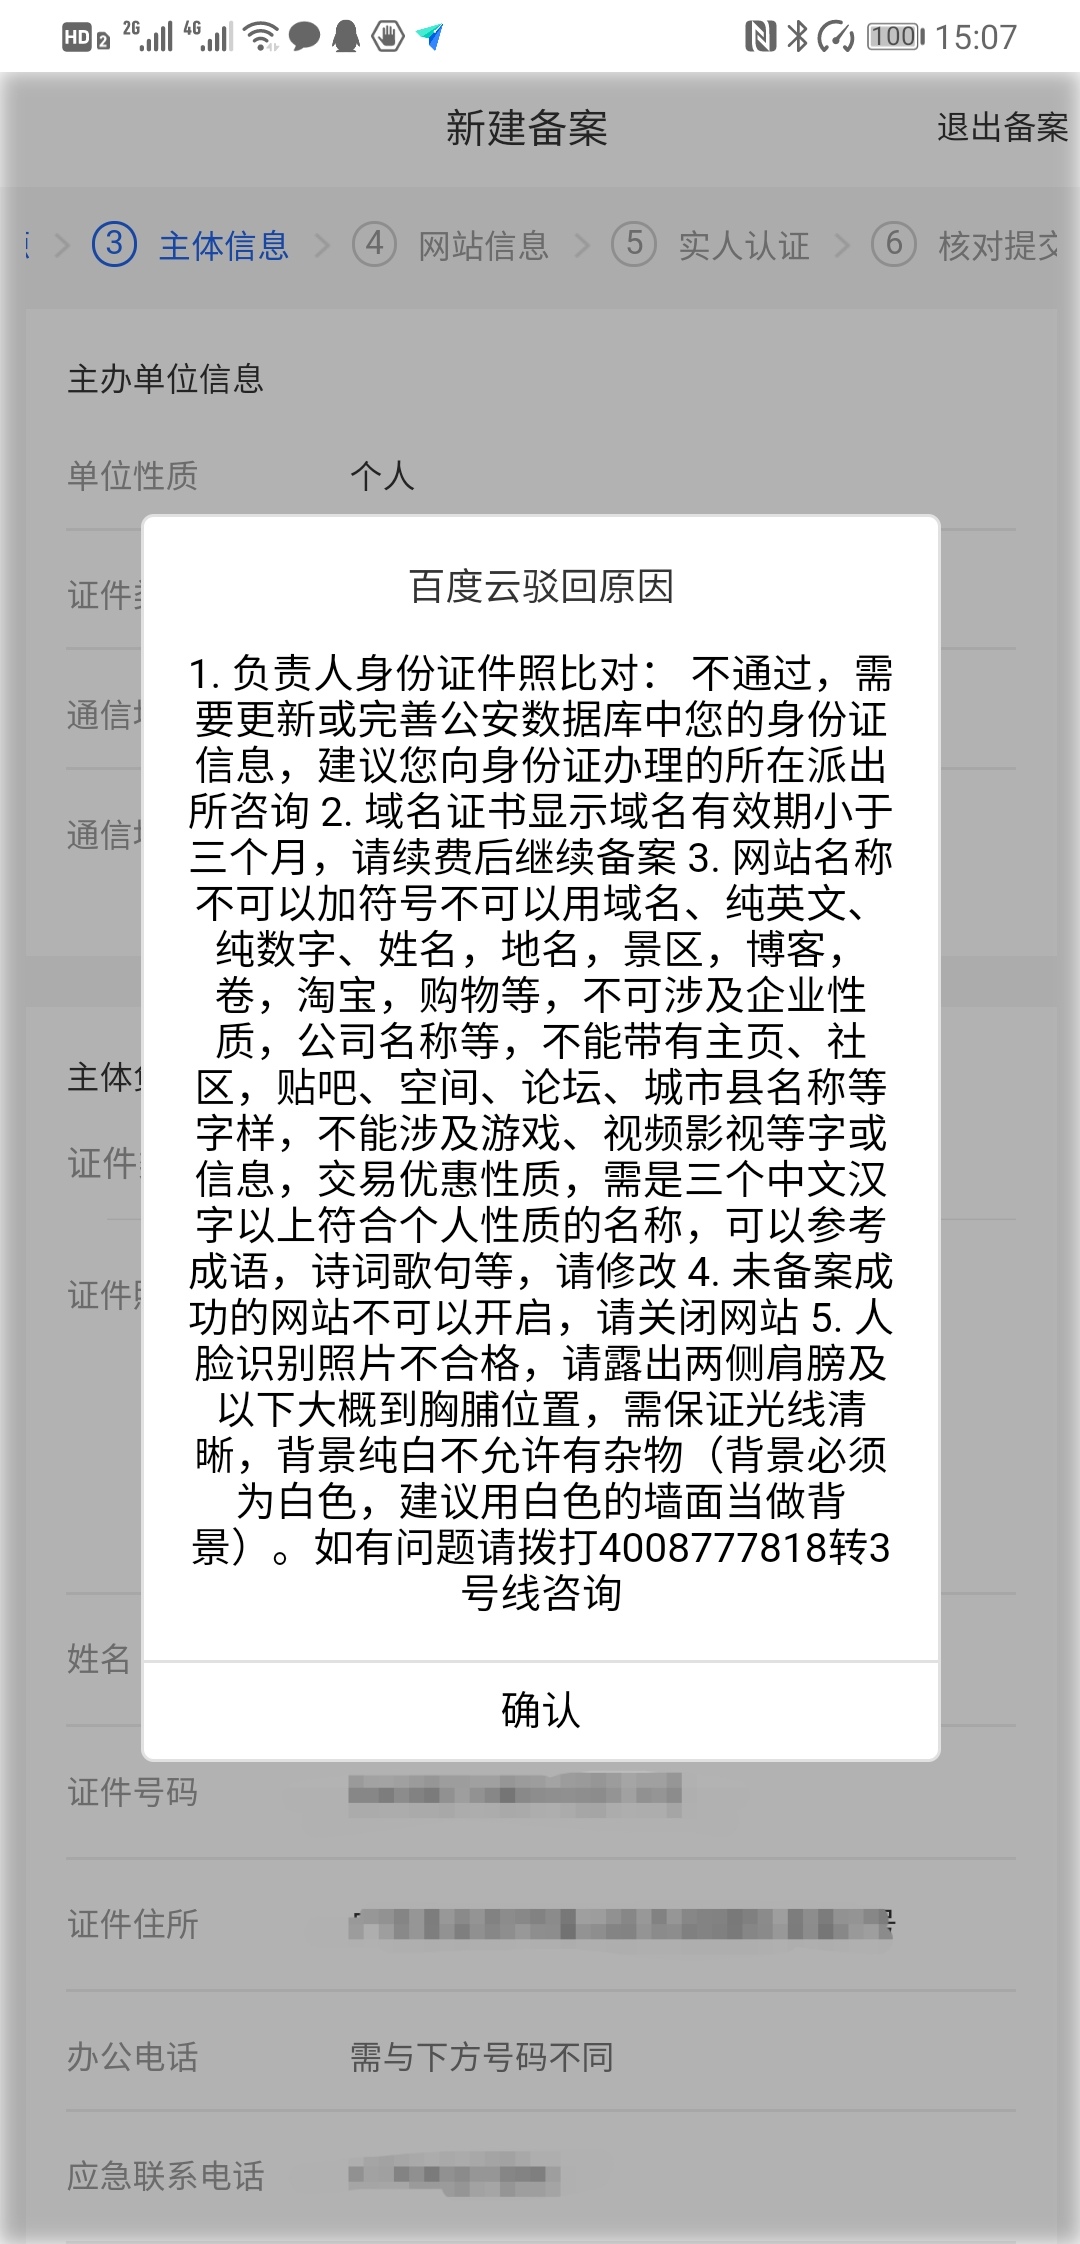 HD 2 2G 4G 100 15:07
新建备案 退出备案
3 主体信息 4 网站信息 5 实人认证 6 核对提交
主办单位信息
单位性质 个人
证件
通信
通信
百度云驳回原因
1. 负责人身份证件照比对： 不通过，需
要更新或完善公安数据库中您的身份证
信息，建议您向身份证办理的所在派出
所咨询 2. 域名证书显示域名有效期小于
三个月，请续费后继续备案 3. 网站名称
不可以加符号不可以用域名、纯英文、
纯数字、姓名，地名，景区，博客，
卷，淘宝，购物等，不可涉及企业性
质，公司名称等，不能带有主页、社
区，贴吧、空间、论坛、城市县名称等
字样，不能涉及游戏、视频影视等字或
信息，交易优惠性质，需是三个中文汉
字以上符合个人性质的名称，可以参考
成语，诗词歌句等，请修改 4. 未备案成
功的网站不可以开启，请关闭网站 5. 人
脸识别照片不合格，请露出两侧肩膀及
以下大概到胸脯位置，需保证光线清
晰，背景纯白不允许有杂物（背景必须
为白色，建议用白色的墙面当做背
景）。如有问题请拨打4008777818转3
号线咨询
确认
主体
证件
证件
姓名
证件号码
证件住所
办公电话 需与下方号码不同
应急联系电话